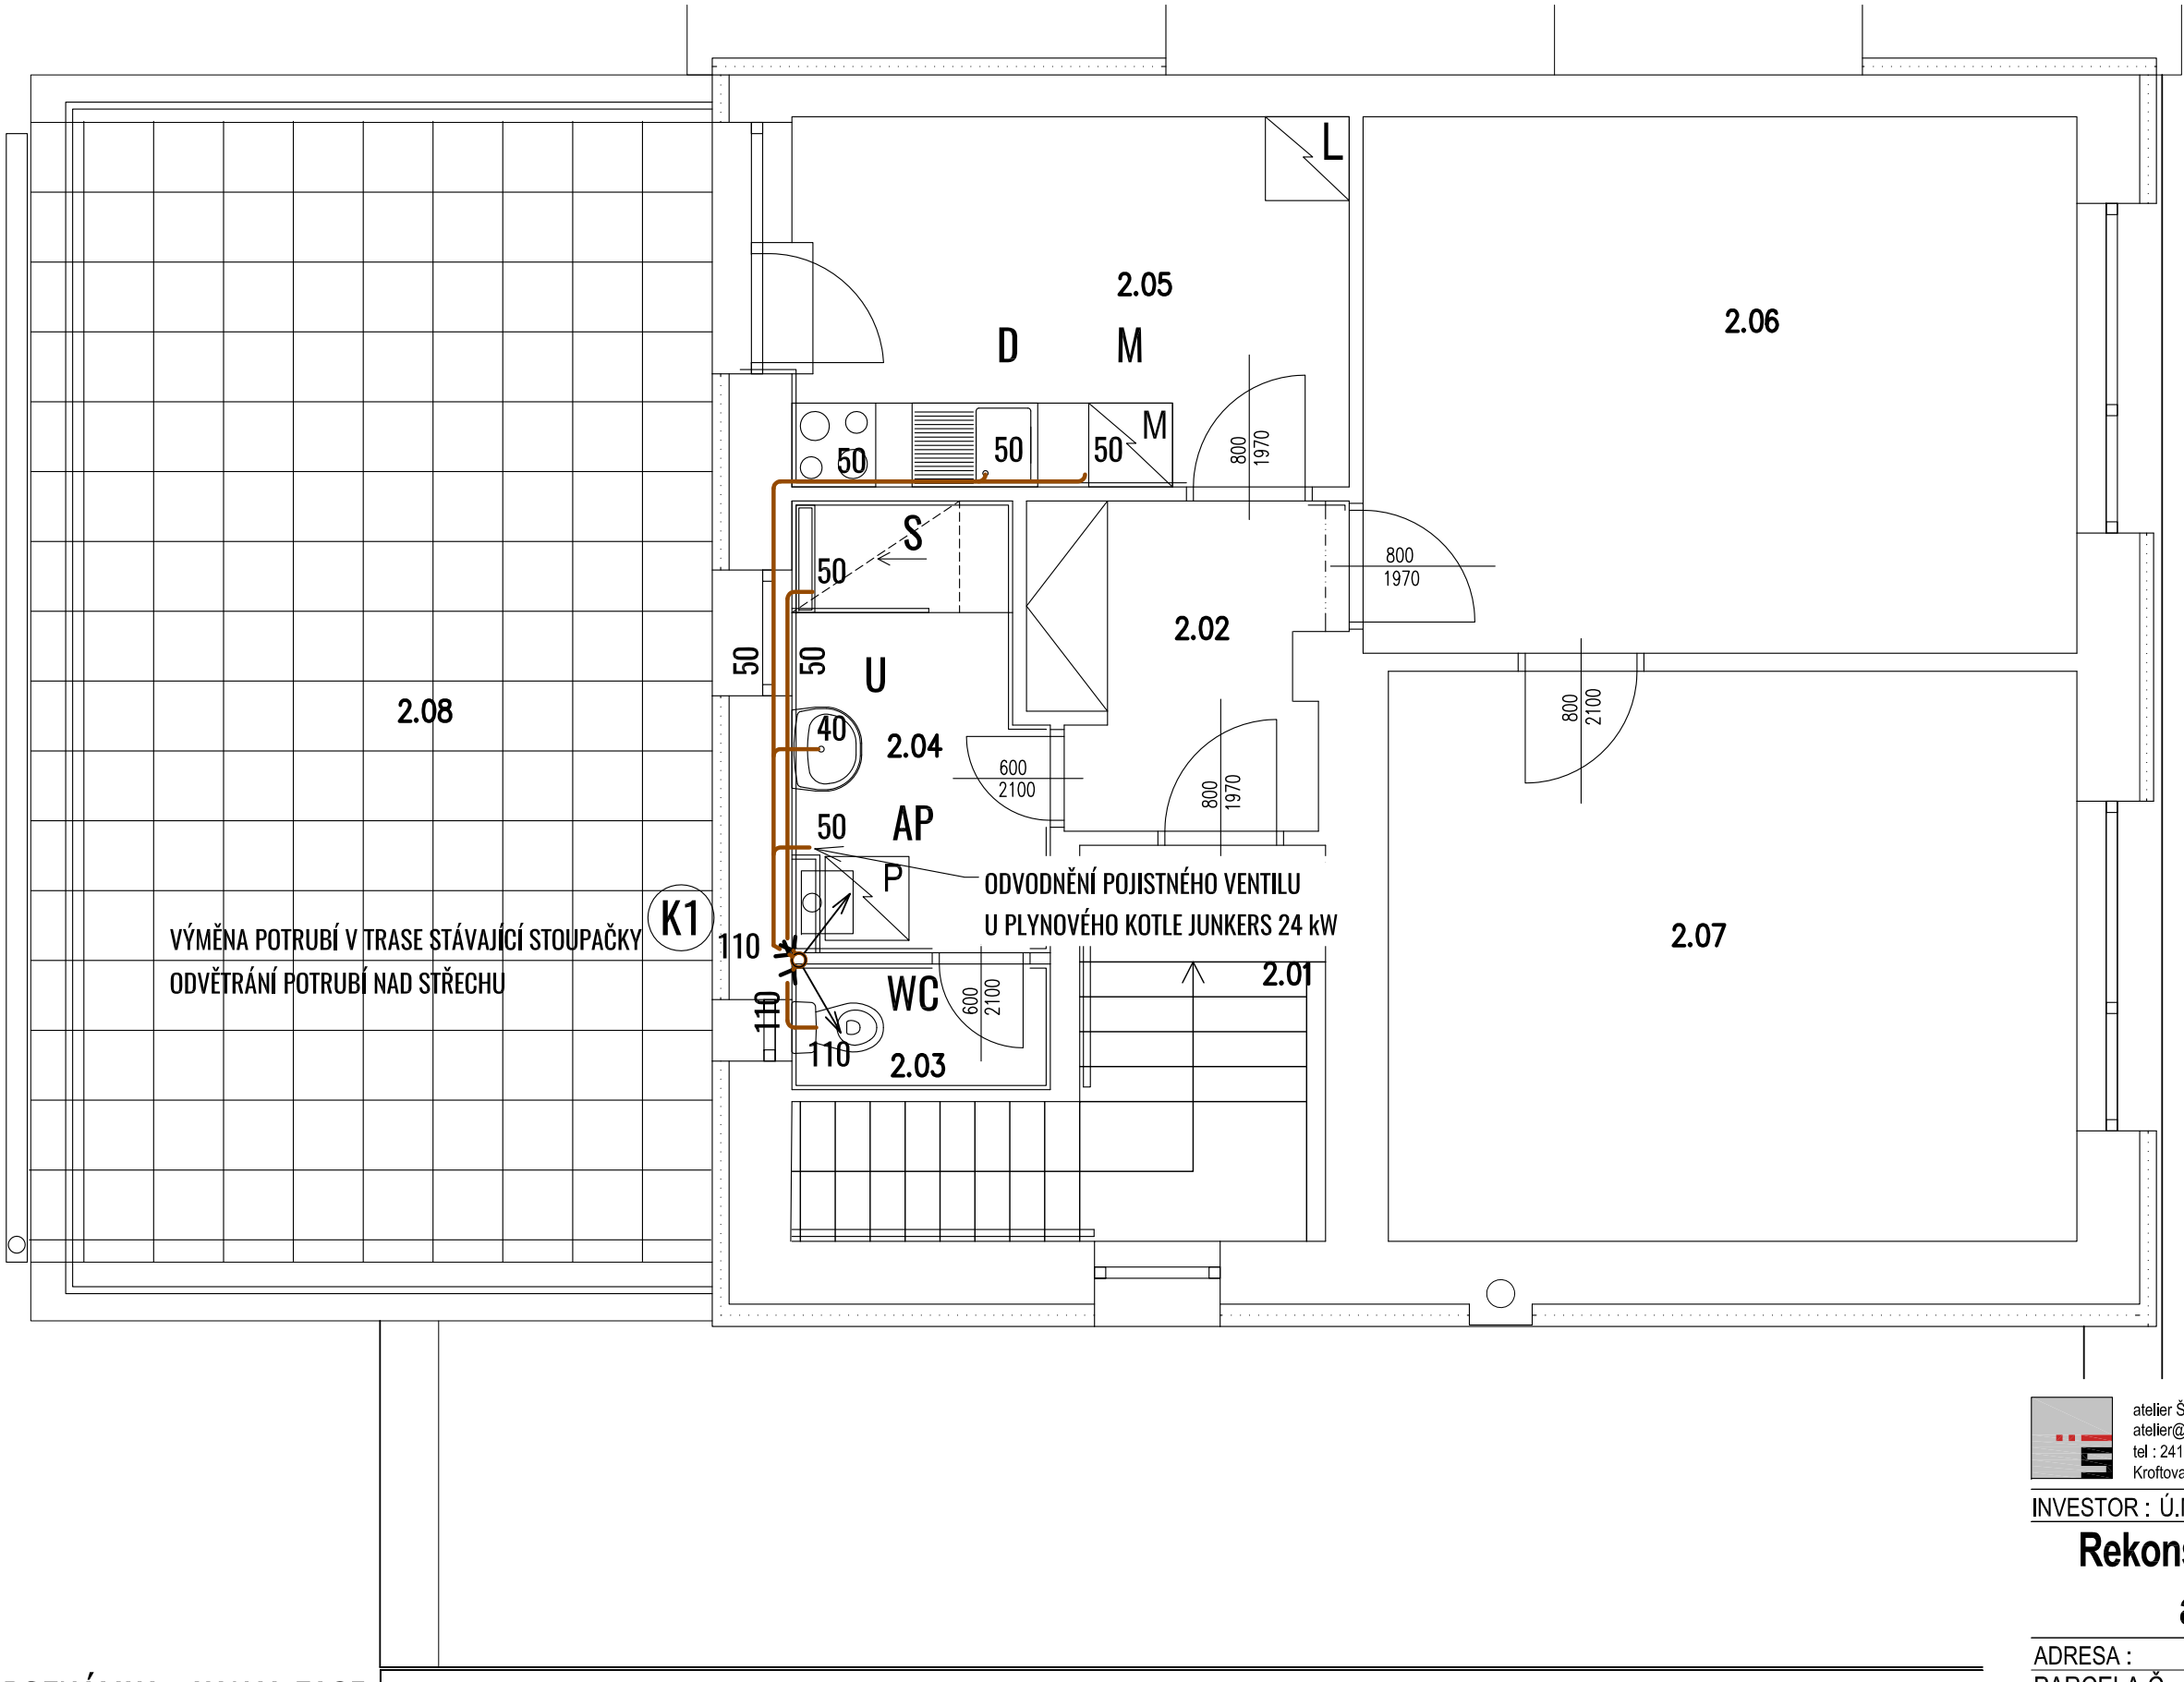 L
2.05
2.06
D
M
M
50
50
50
800
1970
S
50
800
1970
2.02
50
50
U
2.08
800
2100
40
2.04
600
2100
800
1970
50
AP
P
ODVODNĚNÍ POJISTNÉHO VENTILU
U PLYNOVÉHO KOTLE JUNKERS 24 kW
K1
VÝMĚNA POTRUBÍ V TRASE STÁVAJÍCÍ STOUPAČKY
ODVĚTRÁNÍ POTRUBÍ NAD STŘECHU
110
2.07
2.01
WC
600
2100
110
110
2.03
atelier Š
atelier@
tel : 241
Kroftova
INVESTOR : Ú.
Rekons
ADRESA :
PARCELA Č